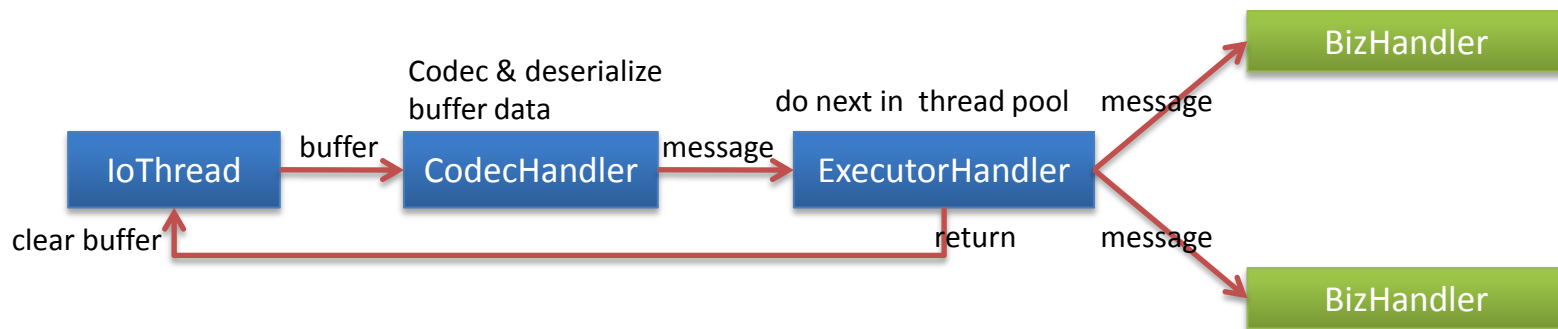 BizHandler
Codec & deserialize
buffer data
do next in thread pool
message
buffer
message
IoThread
CodecHandler
ExecutorHandler
clear buffer
return
message
BizHandler